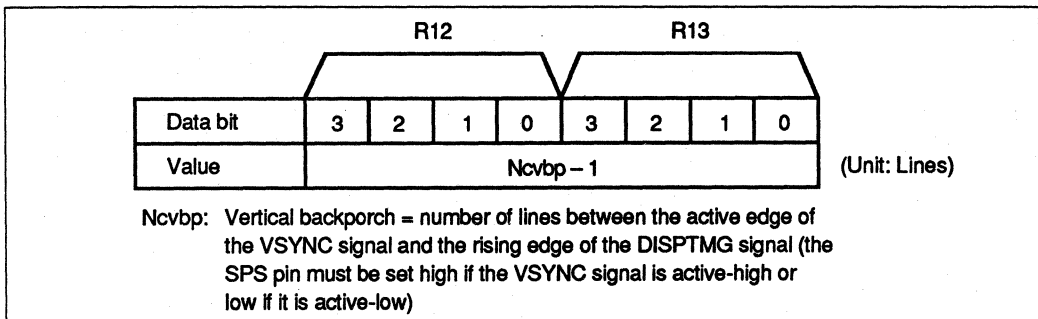 R12 R13
Data bit 3 2 1 0 3 2 1 0
Value Ncvbp – 1 (Unit: Lines)
Ncvbp: Vertical backporch = number of lines between the active edge of
the VSYNC signal and the rising edge of the DISPTMG signal (the
SPS pin must be set high if the VSYNC signal is active-high or
low if it is active-low)